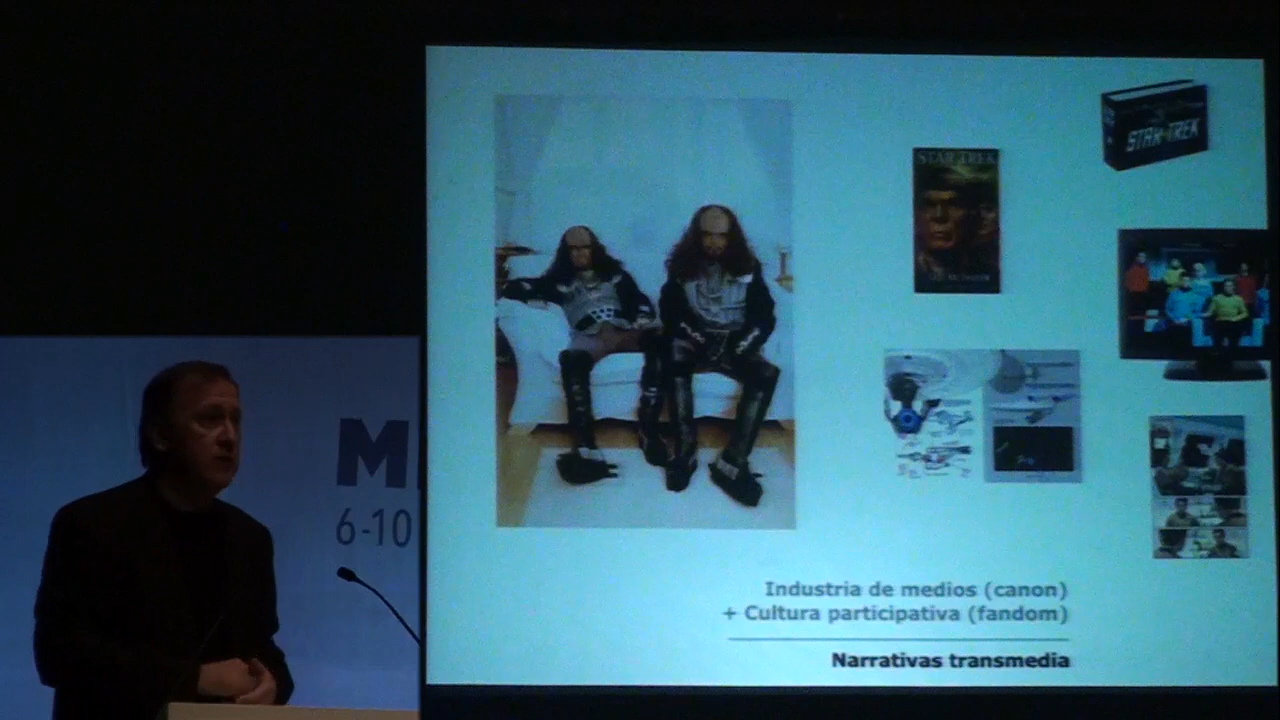 STAR TREK
STAR TREK
M
6-10
Industria de medios (canon)
+ Cultura participativa (fandom)
Narrativas transmedia